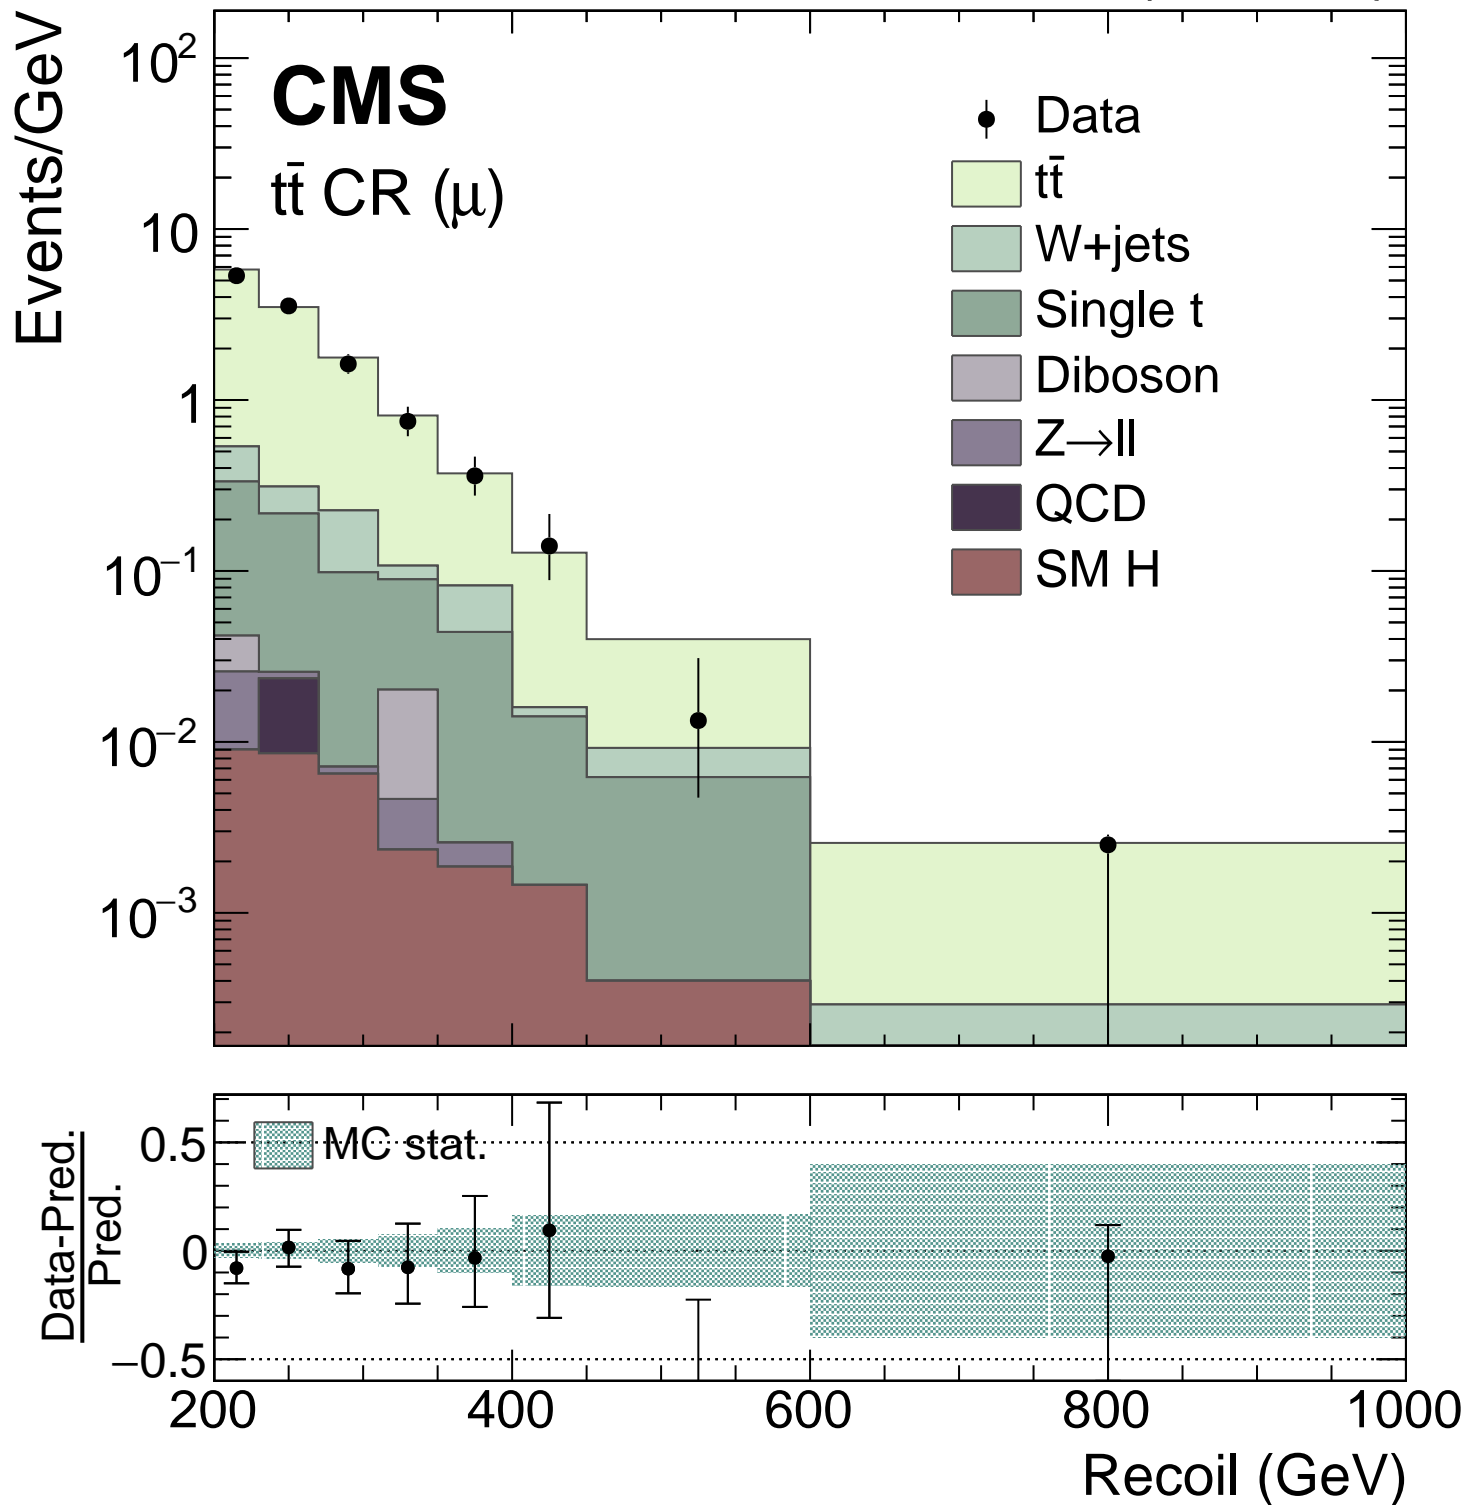 Events/GeV
CMS
tt̄ CR (μ)
10²
10
1
10⁻¹
10⁻²
10⁻³
Data
tt̄
W+jets
Single t
Diboson
Z→ll
QCD
SM H
Data-Pred.
Pred.
0.5
0
−0.5
MC stat.
200
400
600
800
1000
Recoil (GeV)